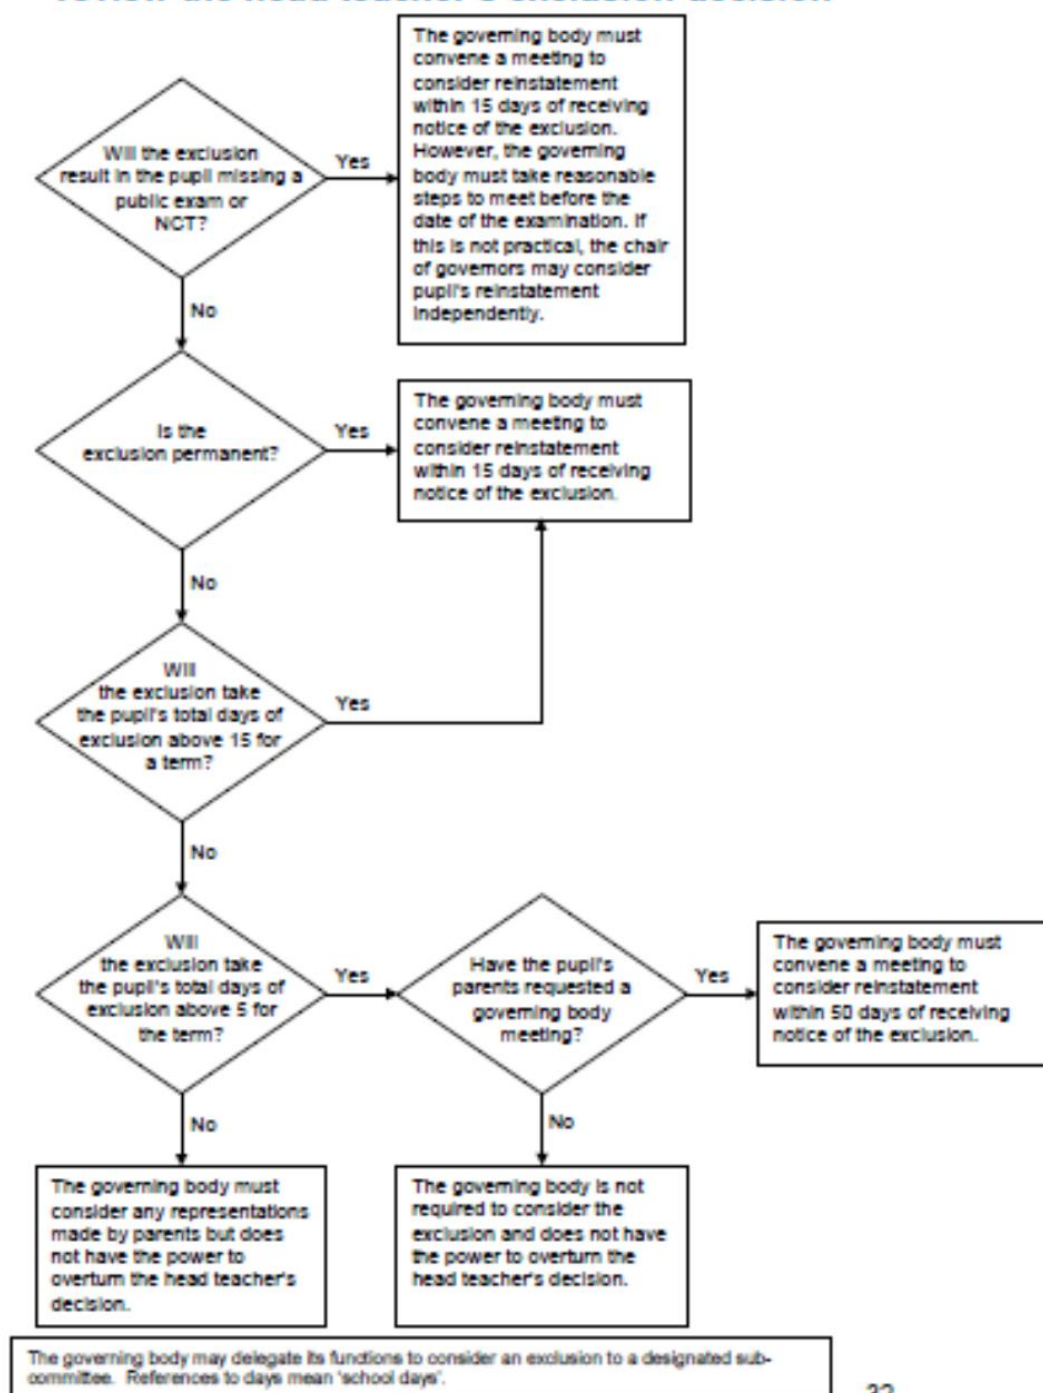 review the head teacher's exclusion decision
The governing body must
convene a meeting to
consider reinstatement
within 15 days of receiving
notice of the exclusion.
However, the governing
body must take reasonable
steps to meet before the
date of the examination. If
this is not practical, the chair
of governors may consider
pupil's reinstatement
independently.
Will the exclusion
result in the pupil missing a
public exam or
NCT?
Yes
No
Is the
exclusion permanent?
Yes
The governing body must
convene a meeting to
consider reinstatement
within 15 days of receiving
notice of the exclusion.
No
Will
the exclusion take
the pupil's total days of
exclusion above 15 for
a term?
Yes
No
Will
the exclusion take
the pupil's total days of
exclusion above 5 for
the term?
Yes
Have the pupil's
parents requested a
governing body
meeting?
Yes
The governing body must
convene a meeting to
consider reinstatement
within 50 days of receiving
notice of the exclusion.
No
No
The governing body must
consider any representations
made by parents but does
not have the power to
overturn the head teacher's
decision.
The governing body is not
required to consider the
exclusion and does not have
the power to overturn the
head teacher's decision.
The governing body may delegate its functions to consider an exclusion to a designated sub-
committee. References to days mean 'school days'.